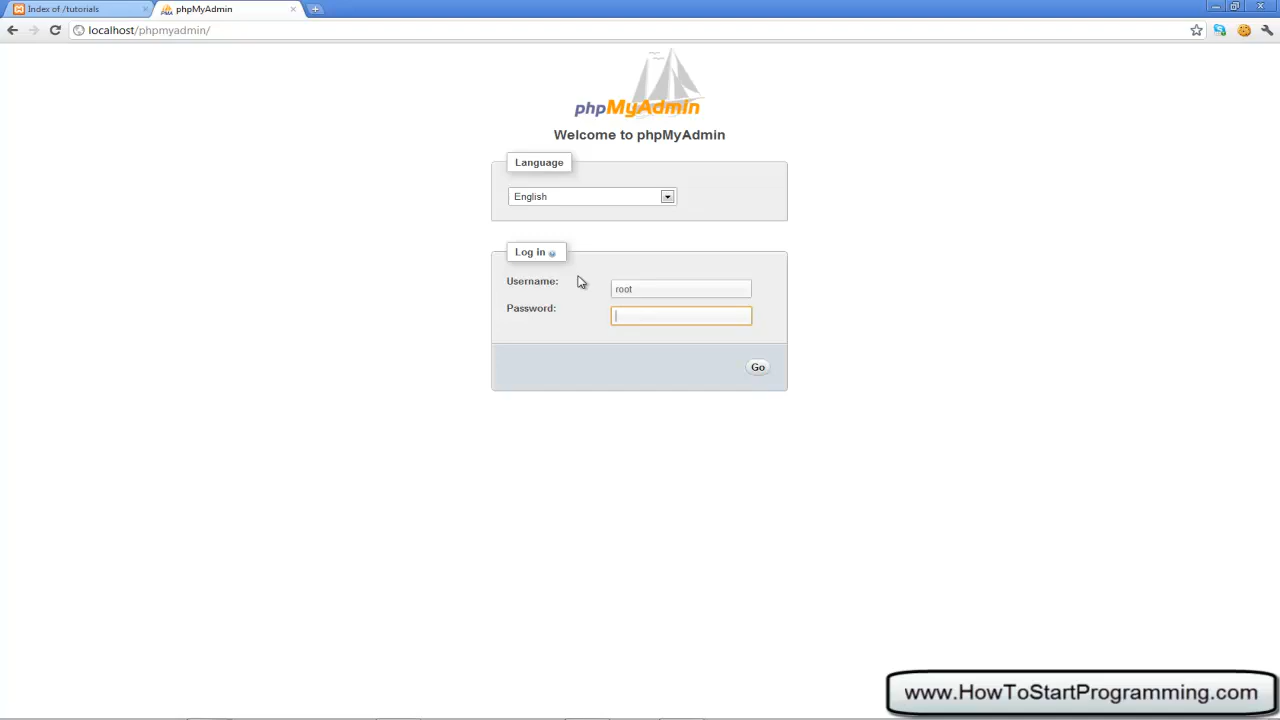 Index of /tutorials
phpMyAdmin
localhost/phpmyadmin/
phpMyAdmin
Welcome to phpMyAdmin
Language
English
Log in
Username:
root
Password:
Go
www.HowToStartProgramming.com